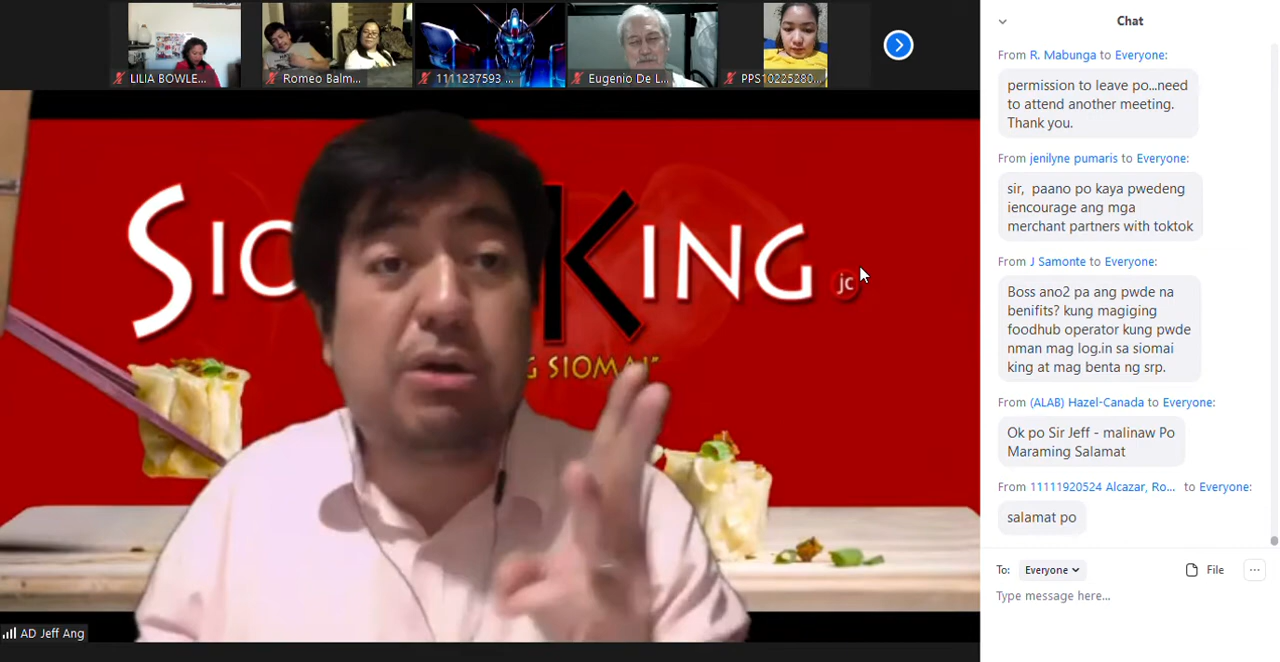 LILIA BOWLE...
Romeo Balm...
1111237593 ...
Eugenio De L...
PPS10225280...
SIO KING
jc
G SIOMAI"
AD Jeff Ang
Chat
From R. Mabunga to Everyone:
permission to leave po...need
to attend another meeting.
Thank you.
From jenilyne pumaris to Everyone:
sir, paano po kaya pwedeng
iencourage ang mga
merchant partners with toktok
From J Samonte to Everyone:
Boss ano2 pa ang pwde na
benifits? kung magiging
foodhub operator kung pwde
nman mag log.in sa siomai
king at mag benta ng srp.
From (ALAB) Hazel-Canada to Everyone:
Ok po Sir Jeff - malinaw Po
Maraming Salamat
From 11111920524 Alcazar, Ro... to Everyone:
salamat po
To: Everyone
File
Type message here...